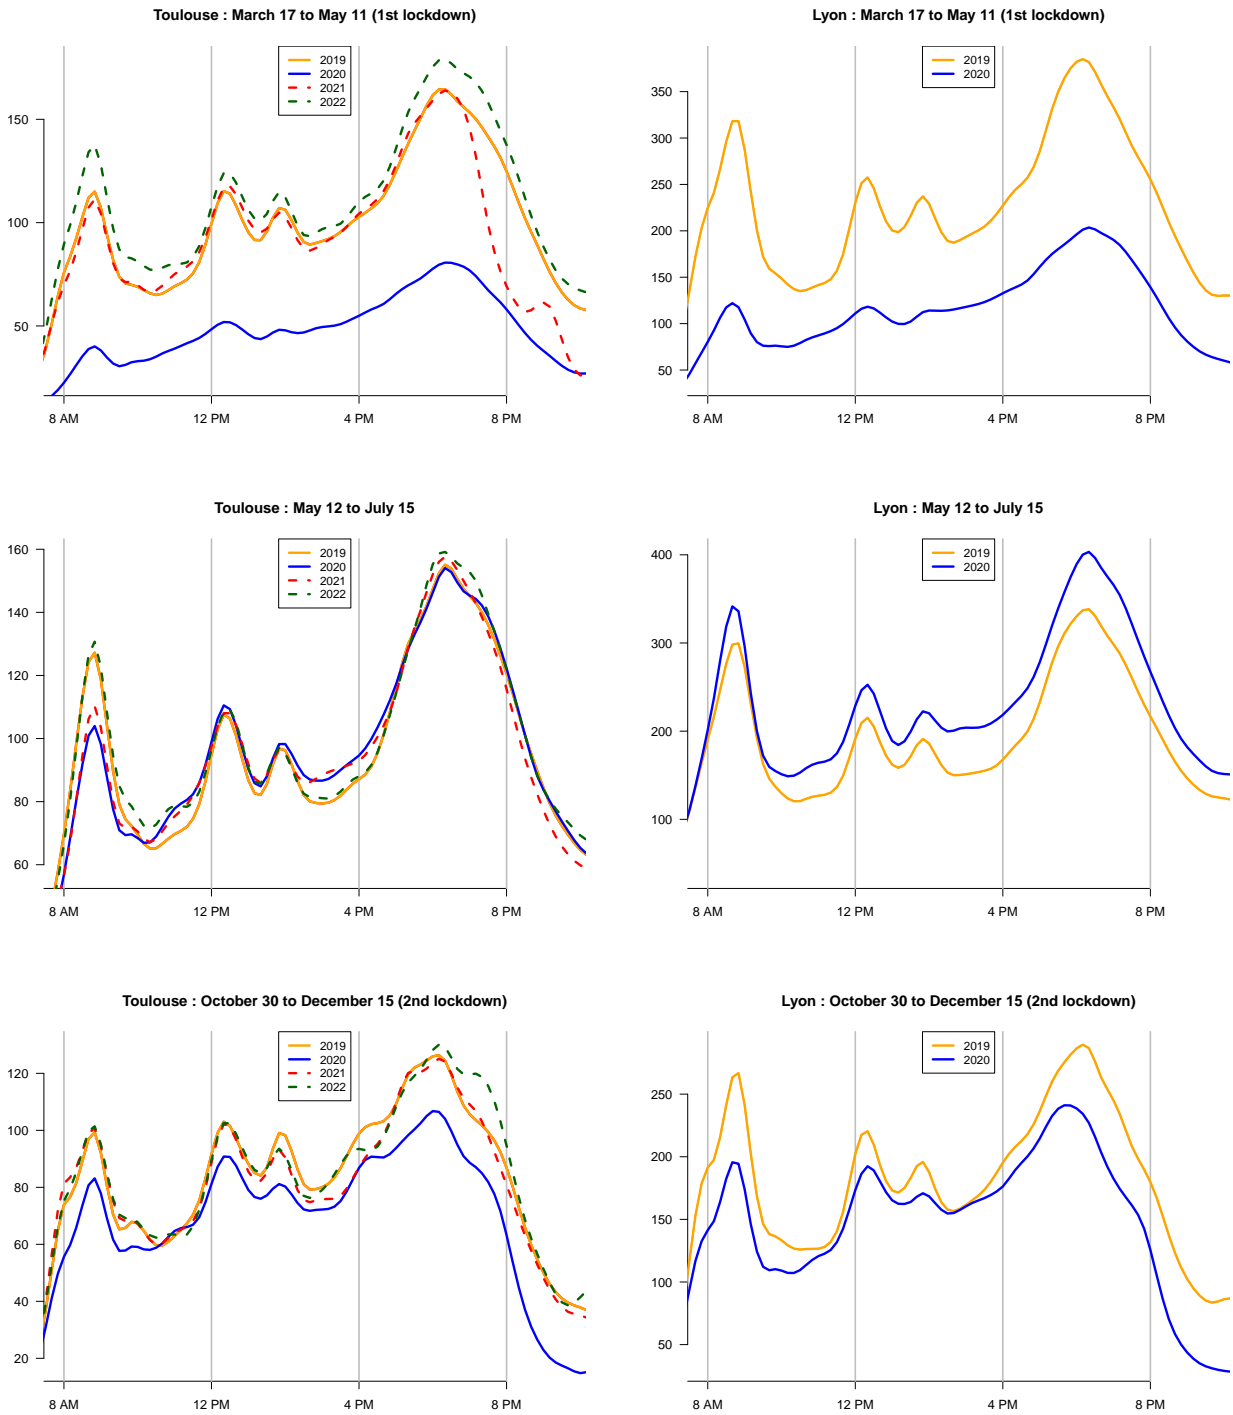 Toulouse : March 17 to May 11 (1st lockdown)
2019
2020
2021
2022
150
100
50
8 AM
12 PM
4 PM
8 PM
Lyon : March 17 to May 11 (1st lockdown)
2019
2020
350
300
250
200
150
100
50
8 AM
12 PM
4 PM
8 PM
Toulouse : May 12 to July 15
2019
2020
2021
2022
160
140
120
100
80
60
8 AM
12 PM
4 PM
8 PM
Lyon : May 12 to July 15
2019
2020
400
300
200
100
8 AM
12 PM
4 PM
8 PM
Toulouse : October 30 to December 15 (2nd lockdown)
2019
2020
2021
2022
120
100
80
60
40
20
8 AM
12 PM
4 PM
8 PM
Lyon : October 30 to December 15 (2nd lockdown)
2019
2020
250
200
150
100
50
8 AM
12 PM
4 PM
8 PM